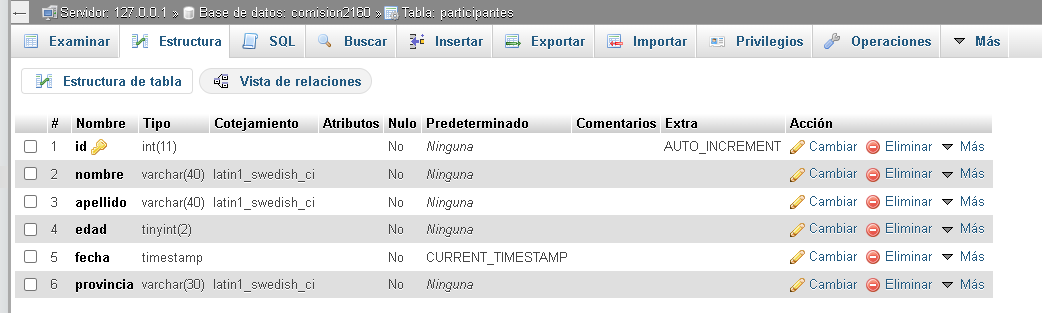 Servidor: 127.0.0.1 » Base de datos: comision2160 » Tabla: participantes
Examinar Estructura SQL Buscar Insertar Exportar Importar Privilegios Operaciones Más
Estructura de tabla Vista de relaciones
# Nombre Tipo Cotejamiento Atributos Nulo Predeterminado Comentarios Extra Acción
1 id int(11) No Ninguna AUTO_INCREMENT Cambiar Eliminar Más
2 nombre varchar(40) latin1_swedish_ci No Ninguna Cambiar Eliminar Más
3 apellido varchar(40) latin1_swedish_ci No Ninguna Cambiar Eliminar Más
4 edad tinyint(2) No Ninguna Cambiar Eliminar Más
5 fecha timestamp No CURRENT_TIMESTAMP Cambiar Eliminar Más
6 provincia varchar(30) latin1_swedish_ci No Ninguna Cambiar Eliminar Más